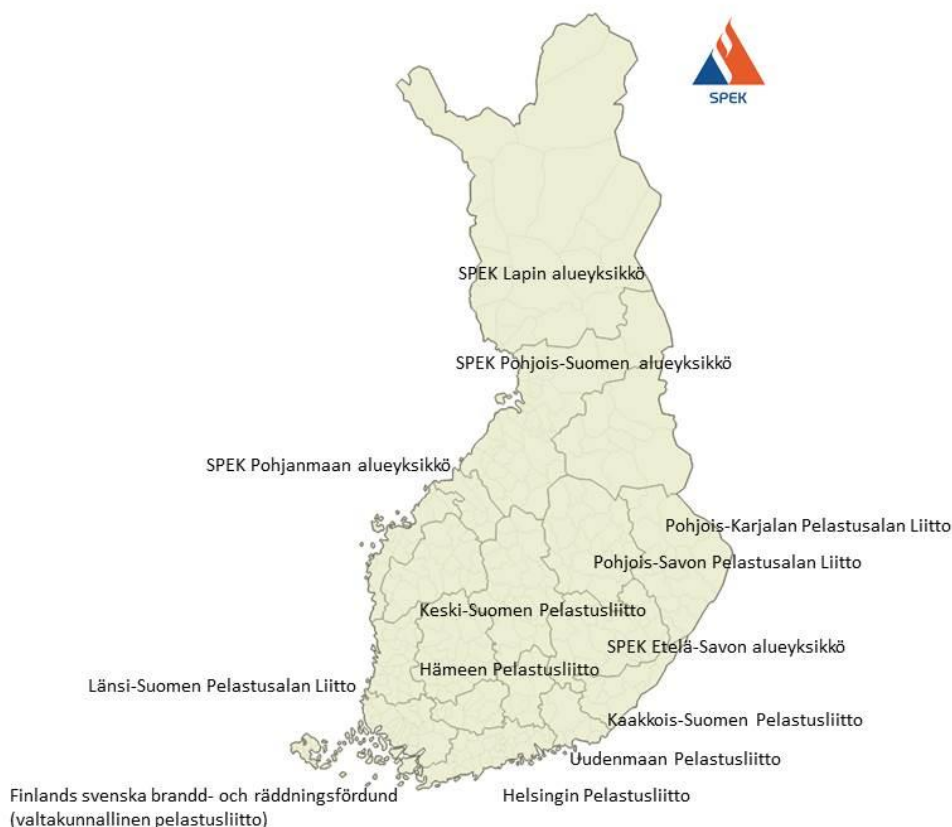 SPEK
SPEK Lapin alueyksikkö
SPEK Pohjois-Suomen alueyksikkö
SPEK Pohjanmaan alueyksikkö
Pohjois-Karjalan Pelastusalan Liitto
Pohjois-Savon Pelastusalan Liitto
Keski-Suomen Pelastusliitto
SPEK Etelä-Savon alueyksikkö
Hämeen Pelastusliitto
Länsi-Suomen Pelastusalan Liitto
Kaakkois-Suomen Pelastusliitto
Uudenmaan Pelastusliitto
Finlands svenska brandd- och räddningsfördund
Helsingin Pelastusliitto
(valtakunnallinen pelastusliitto)